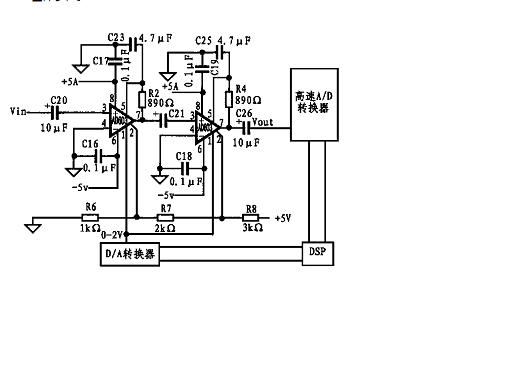 C23 4.7μF
C25 4.7μF
C17 0.1μF
0.1μF C19
+5A
+5A
R2
890Ω
R4
890Ω
高速A/D
转换器
Vin
C20
10μF
8
3
5
4
7
6
1
2
C21
8
3
5
4
7
6
1
2
C26
Vout
10μF
C16
0.1μF
-5v
C18
0.1μF
-5v
R6
1kΩ
R7
2kΩ
R8
3kΩ
+5V
0-2V
D/A转换器
DSP